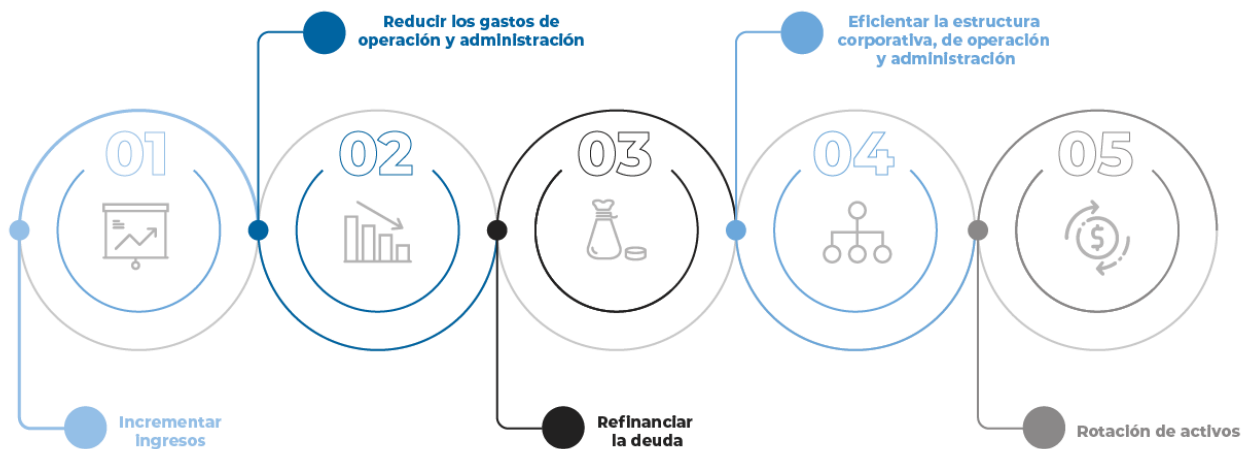 01
Incrementar
ingresos
02
Reducir los gastos de
operación y administración
03
Refinanciar
la deuda
04
Eficientar la estructura
corporativa, de operación
y administración
05
$
Rotación de activos